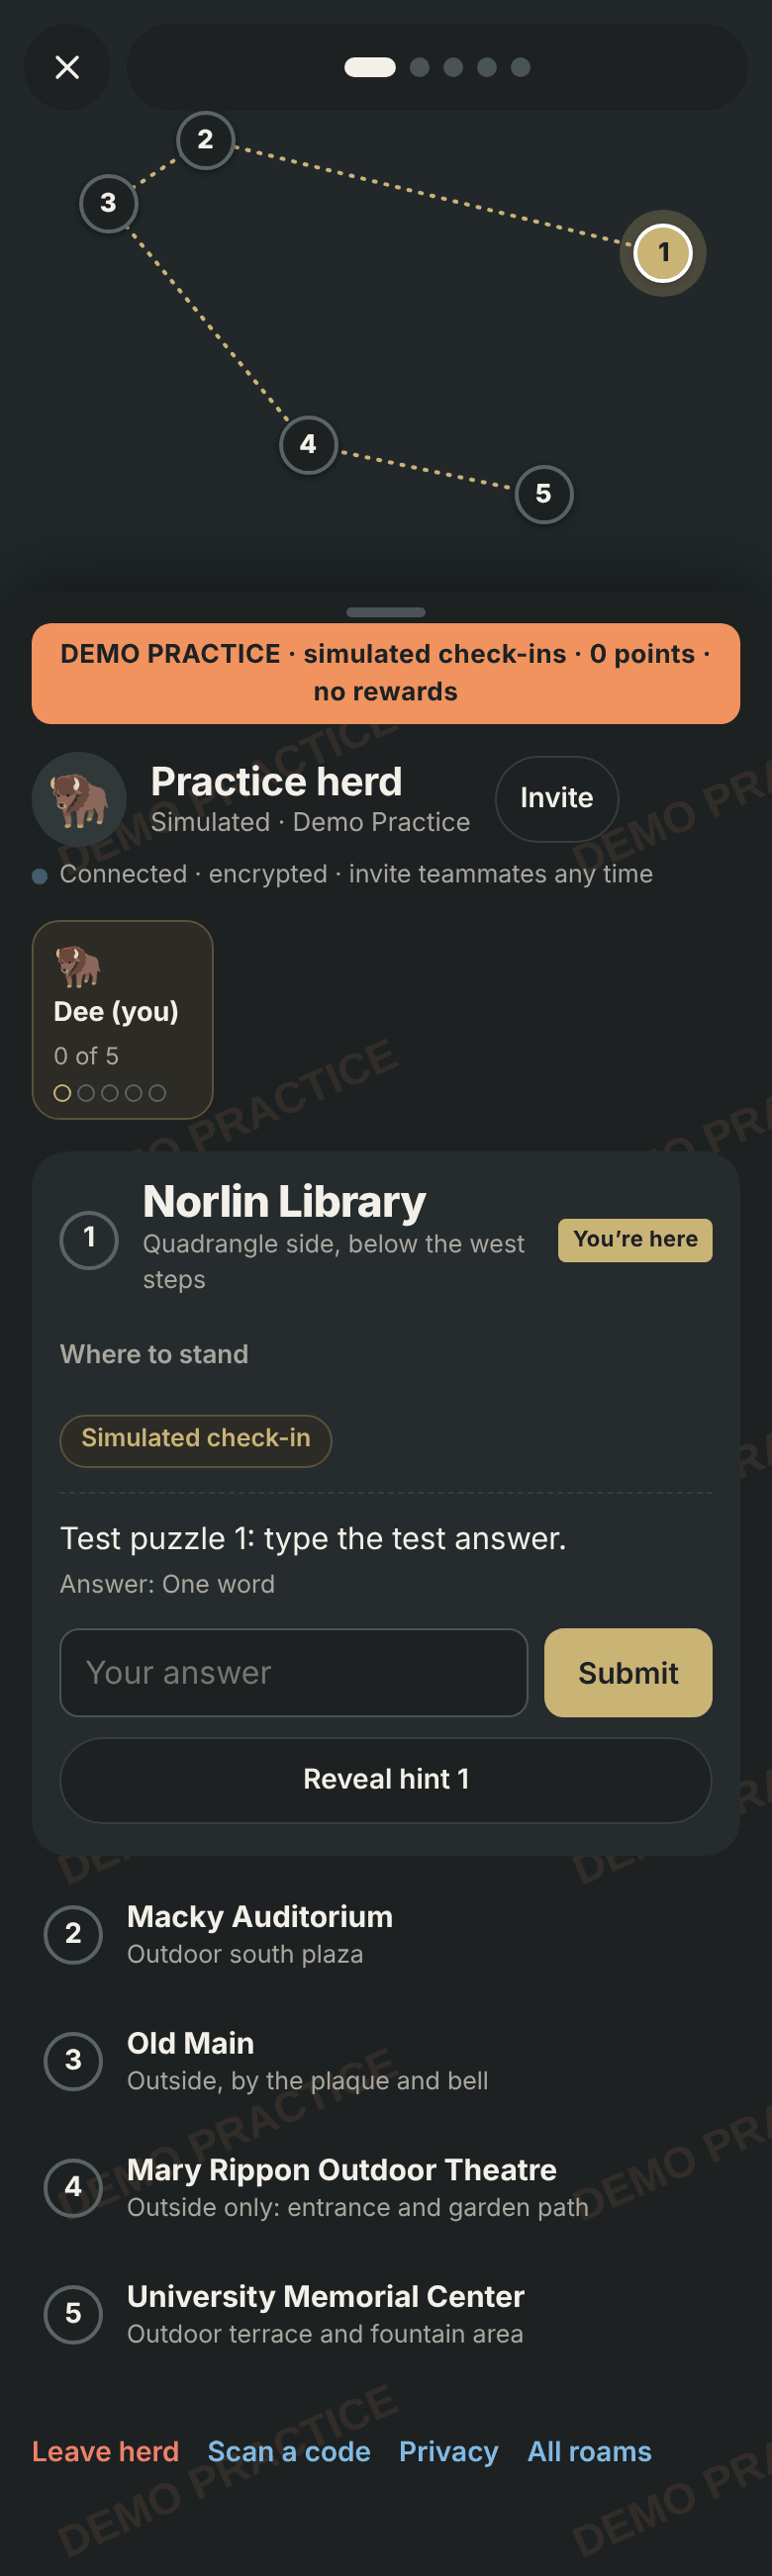 2
3
1
4
5
DEMO PRACTICE · simulated check-ins · 0 points ·
no rewards
Practice herd
Simulated · Demo Practice
Invite
Connected · encrypted · invite teammates any time
Dee (you)
0 of 5
1
Norlin Library
Quadrangle side, below the west
steps
You’re here
Where to stand
Simulated check-in
Test puzzle 1: type the test answer.
Answer: One word
Your answer
Submit
Reveal hint 1
2
Macky Auditorium
Outdoor south plaza
3
Old Main
Outside, by the plaque and bell
4
Mary Rippon Outdoor Theatre
Outside only: entrance and garden path
5
University Memorial Center
Outdoor terrace and fountain area
Leave herd Scan a code Privacy All roams
DEMO PRACTICE